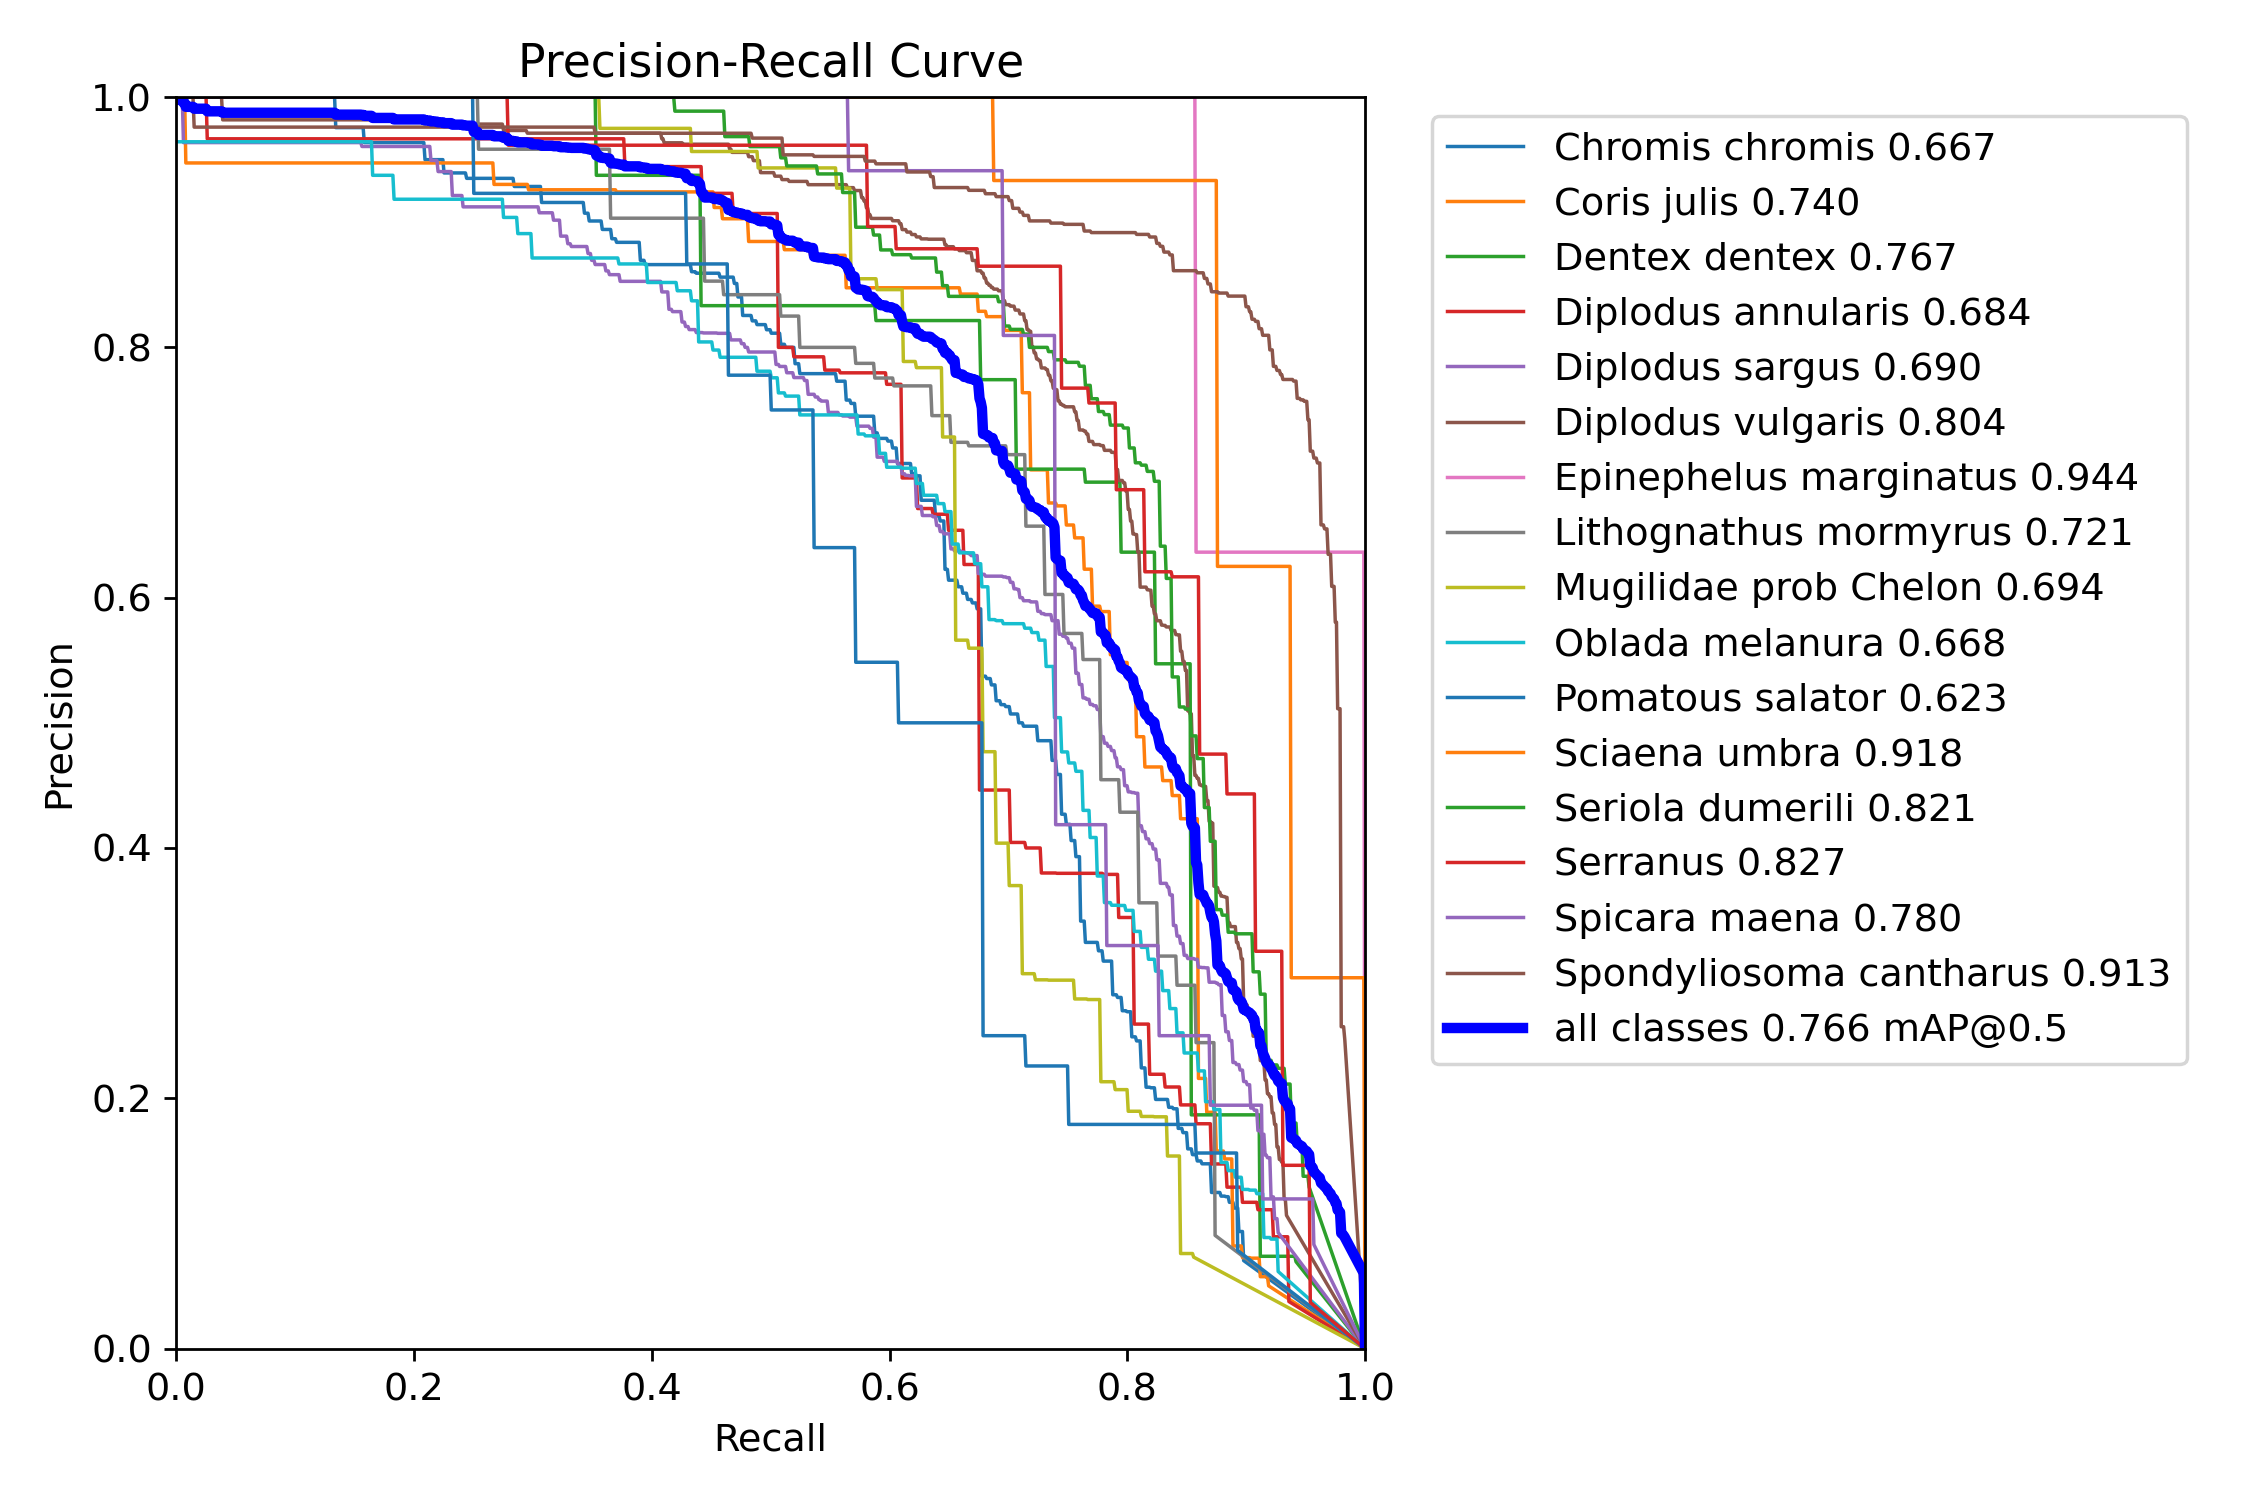 Precision-Recall Curve
1.0
0.8
0.6
0.4
0.2
0.0
Precision
0.0 0.2 0.4 0.6 0.8 1.0
Recall
Chromis chromis 0.667
Coris julis 0.740
Dentex dentex 0.767
Diplodus annularis 0.684
Diplodus sargus 0.690
Diplodus vulgaris 0.804
Epinephelus marginatus 0.944
Lithognathus mormyrus 0.721
Mugilidae prob Chelon 0.694
Oblada melanura 0.668
Pomatous salator 0.623
Sciaena umbra 0.918
Seriola dumerili 0.821
Serranus 0.827
Spicara maena 0.780
Spondyliosoma cantharus 0.913
all classes 0.766 mAP@0.5